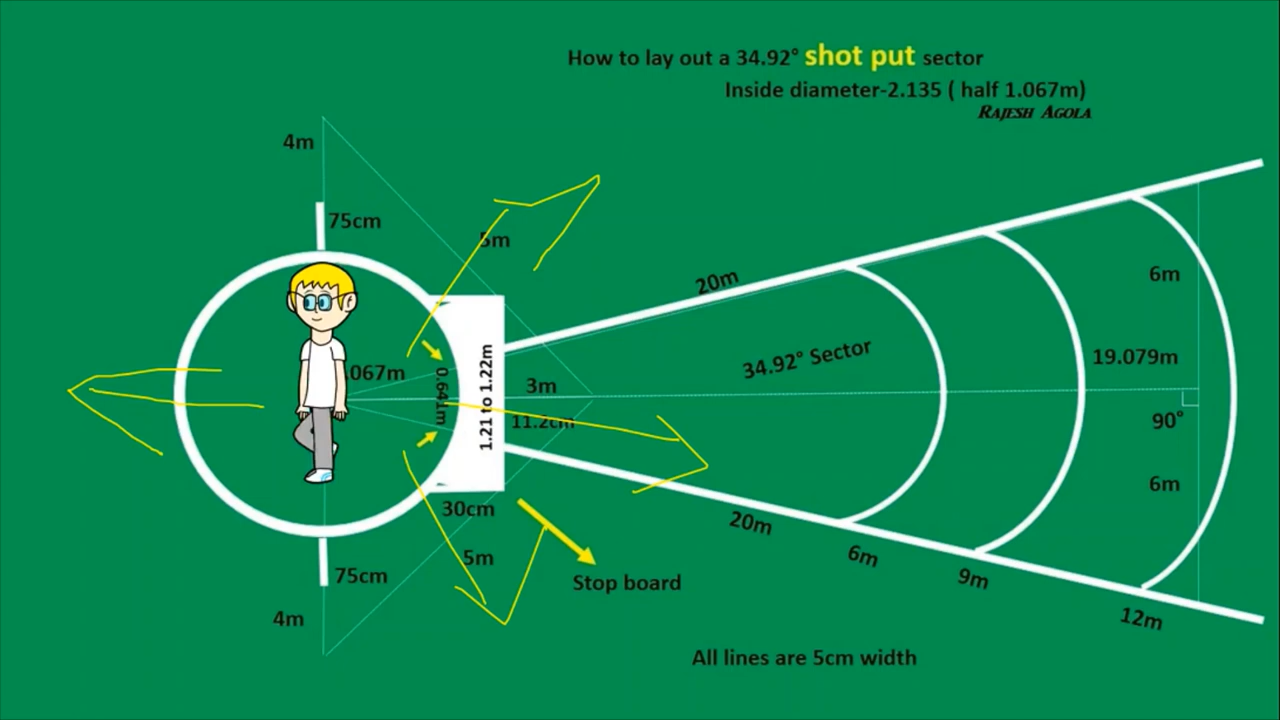 How to lay out a 34.92° shot put sector
Inside diameter-2.135 ( half 1.067m)
RAJESH AGOLA
4m
75cm
5m
20m
6m
34.92° Sector
19.079m
.067m
0.641m
1.21 to 1.22m
3m
11.2cm
90°
6m
30cm
20m
5m
6m
75cm
Stop board
9m
4m
12m
All lines are 5cm width